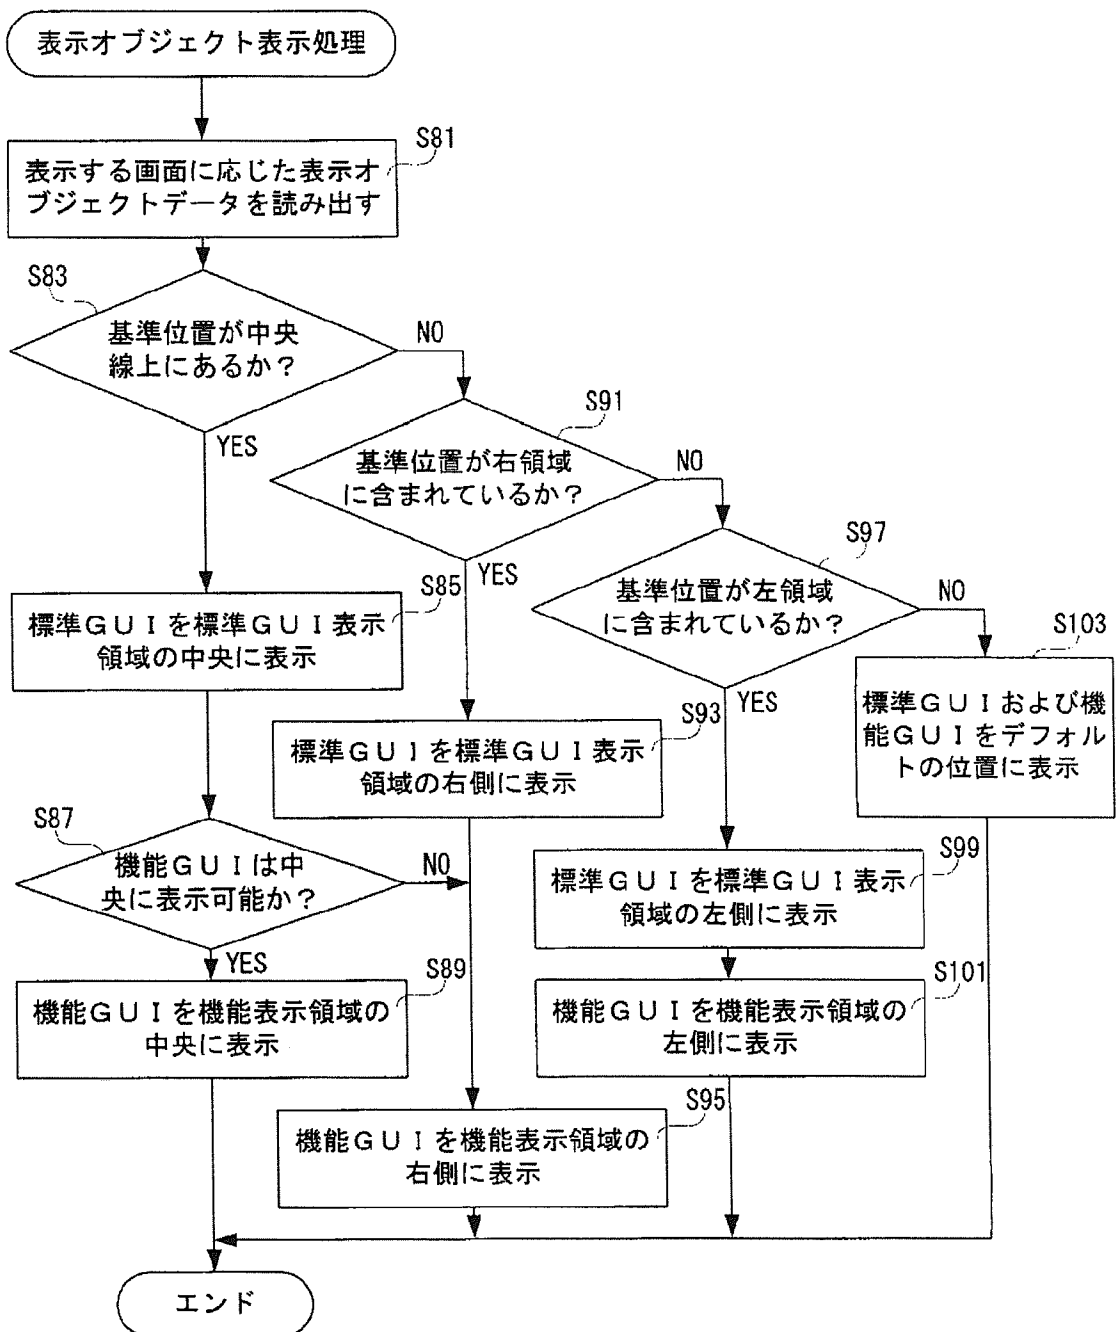 表示オブジェクト表示処理
S81
表示する画面に応じた表示オ
ブジェクトデータを読み出す
S83
基準位置が中央
線上にあるか？
NO
YES
S91
基準位置が右領域
に含まれているか？
NO
YES
S97
基準位置が左領域
に含まれているか？
NO
YES
S85
標準ＧＵＩを標準ＧＵＩ表示
領域の中央に表示
S103
標準ＧＵＩおよび機
能ＧＵＩをデフォル
トの位置に表示
S93
標準ＧＵＩを標準ＧＵＩ表示
領域の右側に表示
S87
機能ＧＵＩは中
央に表示可能か？
NO
YES
S99
標準ＧＵＩを標準ＧＵＩ表示
領域の左側に表示
S89
機能ＧＵＩを機能表示領域の
中央に表示
S101
機能ＧＵＩを機能表示領域の
左側に表示
S95
機能ＧＵＩを機能表示領域の
右側に表示
エンド